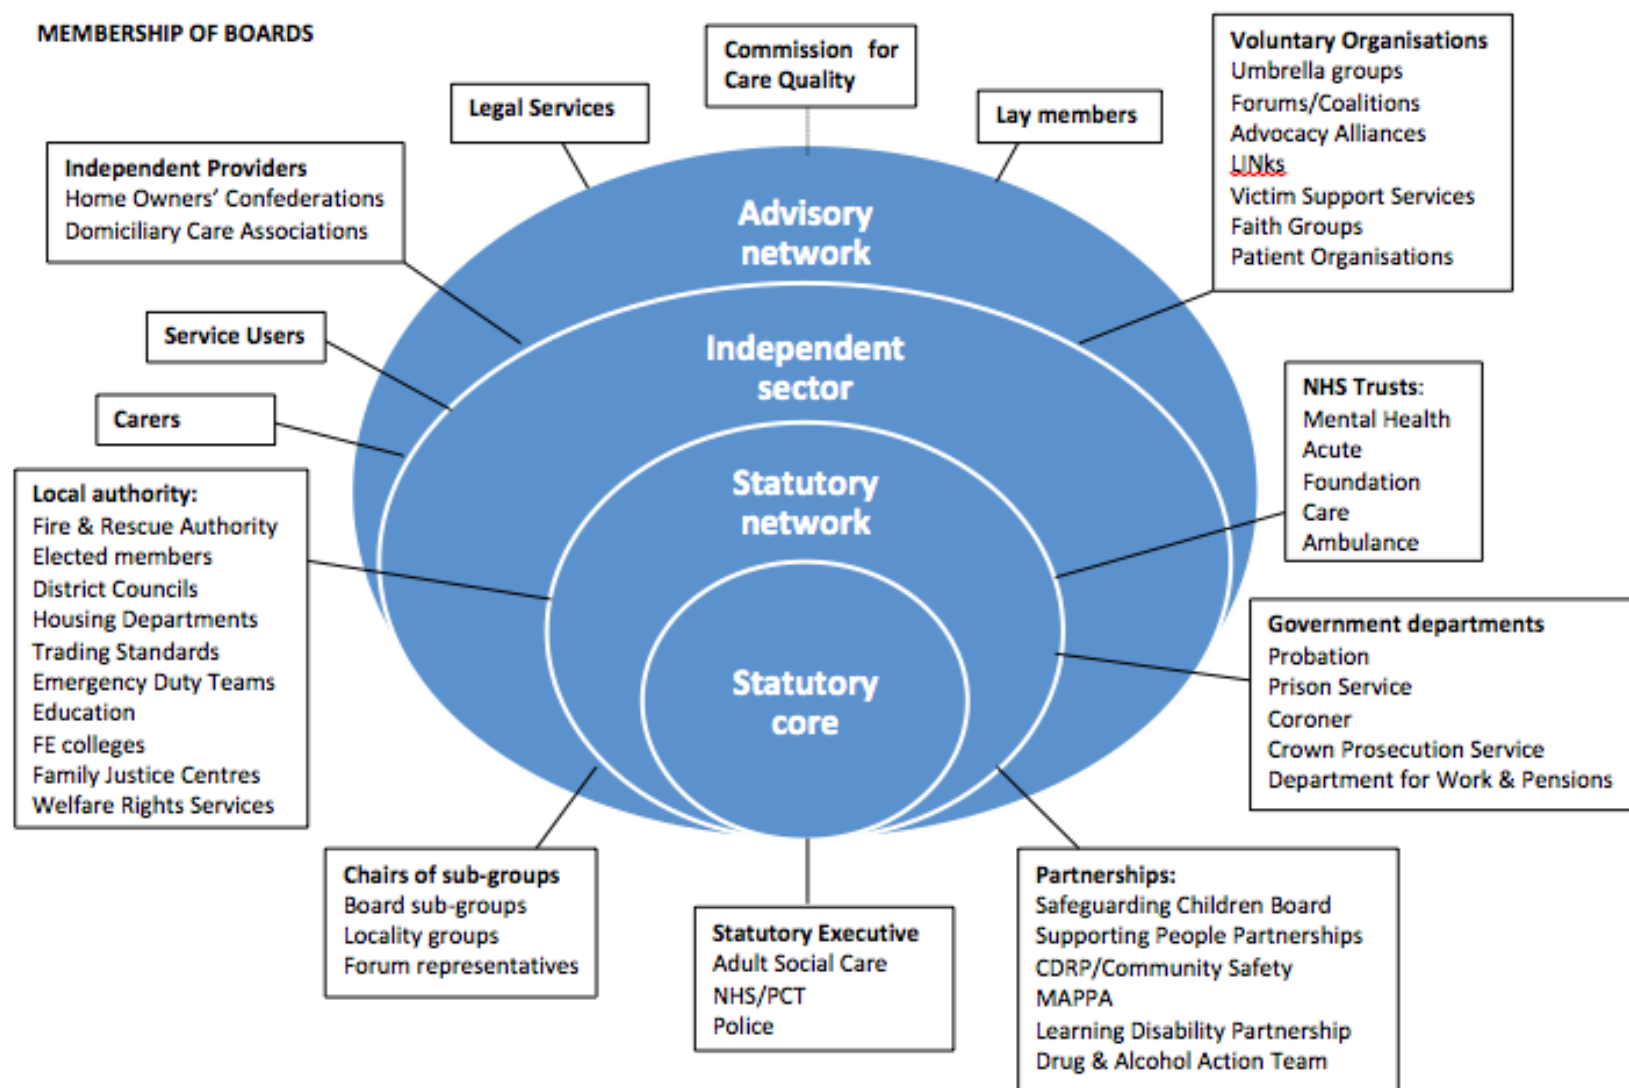 MEMBERSHIP OF BOARDS
Commission for
Care Quality
Legal Services
Lay members
Voluntary Organisations
Umbrella groups
Forums/Coalitions
Advocacy Alliances
LINks
Victim Support Services
Faith Groups
Patient Organisations
Independent Providers
Home Owners' Confederations
Domiciliary Care Associations
Service Users
Carers
Advisory
network
Independent
sector
Statutory
network
Statutory
core
NHS Trusts:
Mental Health
Acute
Foundation
Care
Ambulance
Local authority:
Fire & Rescue Authority
Elected members
District Councils
Housing Departments
Trading Standards
Emergency Duty Teams
Education
FE colleges
Family Justice Centres
Welfare Rights Services
Government departments
Probation
Prison Service
Coroner
Crown Prosecution Service
Department for Work & Pensions
Chairs of sub-groups
Board sub-groups
Locality groups
Forum representatives
Statutory Executive
Adult Social Care
NHS/PCT
Police
Partnerships:
Safeguarding Children Board
Supporting People Partnerships
CDRP/Community Safety
MAPPA
Learning Disability Partnership
Drug & Alcohol Action Team